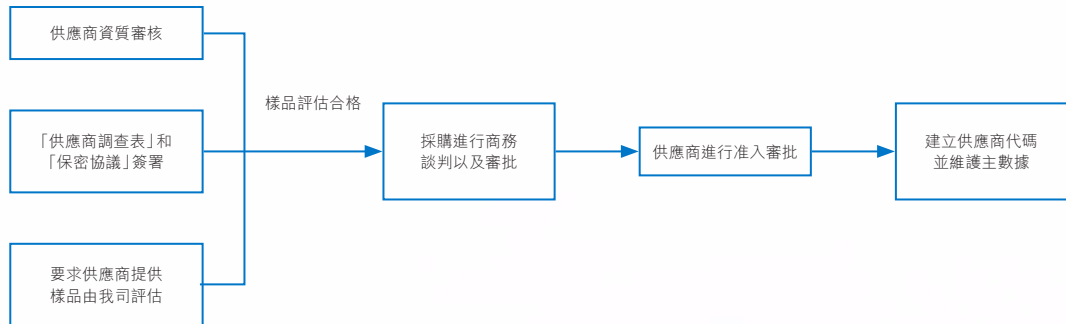 供應商資質審核
「供應商調查表」和
「保密協議」簽署
要求供應商提供
樣品由我司評估
樣品評估合格
採購進行商務
談判以及審批
供應商進行准入審批
建立供應商代碼
並維護主數據